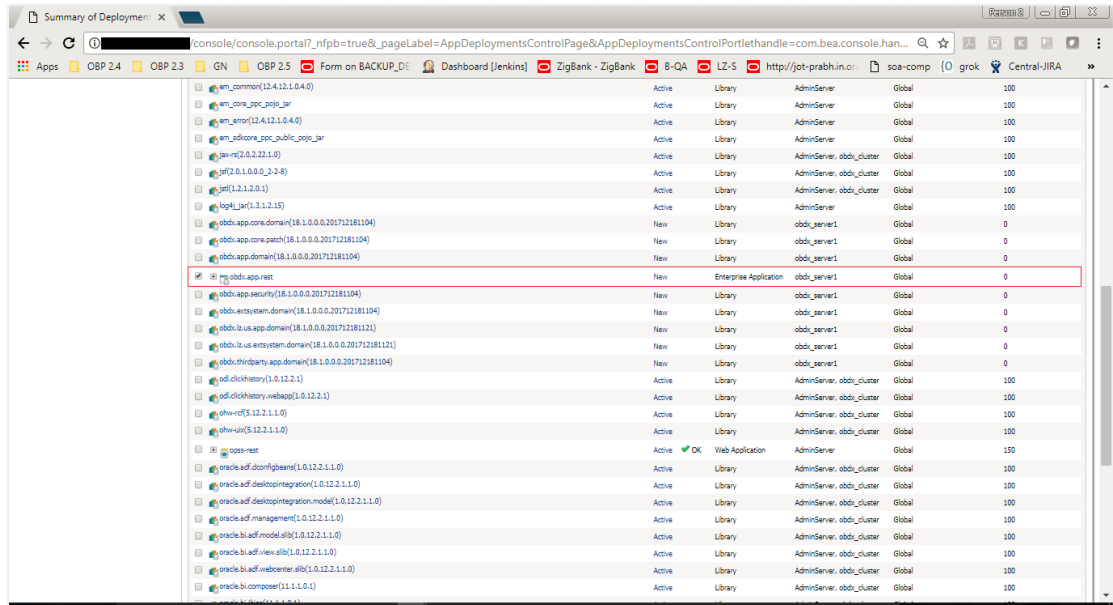 Summary of Deployment × Person 2
/console/console.portal?_nfpb=true&_pageLabel=AppDeploymentsControlPage&AppDeploymentsControlPortlethandle=com.bea.console.han...
Apps OBP 2.4 OBP 2.3 GN OBP 2.5 Form on BACKUP_DE Dashboard [Jenkins] ZigBank - ZigBank B-QA LZ-S http://jot-prabh.in.or soa-comp {O grok Central-JIRA »
em_common(12.4,12.1.0.4.0) Active Library AdminServer Global 100
em_core_ppc_pojo_jar Active Library AdminServer Global 100
em_error(12.4,12.1.0.4.0) Active Library AdminServer Global 100
em_sdkcore_ppc_public_pojo_jar Active Library AdminServer Global 100
jax-rs(2.0,2.22.1.0) Active Library AdminServer, obdx_cluster Global 100
jsf(2.0,1.0.0.0_2-2-8) Active Library AdminServer, obdx_cluster Global 100
jstl(1.2,1.2.0.1) Active Library AdminServer, obdx_cluster Global 100
log4j_jar(1.3,1.2.15) Active Library AdminServer Global 100
obdx.app.core.domain(18.1.0.0.0,201712181104) New Library obdx_server1 Global 0
obdx.app.core.patch(18.1.0.0.0,201712181104) New Library obdx_server1 Global 0
obdx.app.domain(18.1.0.0.0,201712181104) New Library obdx_server1 Global 0
obdx.app.rest New Enterprise Application obdx_server1 Global 0
obdx.app.security(18.1.0.0.0,201712181104) New Library obdx_server1 Global 0
obdx.extsystem.domain(18.1.0.0.0,201712181104) New Library obdx_server1 Global 0
obdx.lz.us.app.domain(18.1.0.0.0,201712181121) New Library obdx_server1 Global 0
obdx.lz.us.extsystem.domain(18.1.0.0.0,201712181121) New Library obdx_server1 Global 0
obdx.thirdparty.app.domain(18.1.0.0.0,201712181104) New Library obdx_server1 Global 0
odl.clickhistory(1.0,12.2.1) Active Library AdminServer, obdx_cluster Global 100
odl.clickhistory.webapp(1.0,12.2.1) Active Library AdminServer, obdx_cluster Global 100
ohw-rcf(5,12.2.1.1.0) Active Library AdminServer, obdx_cluster Global 100
ohw-uix(5,12.2.1.1.0) Active Library AdminServer, obdx_cluster Global 100
opss-rest Active OK Web Application AdminServer Global 150
oracle.adf.dconfigbeans(1.0,12.2.1.1.0) Active Library AdminServer, obdx_cluster Global 100
oracle.adf.desktopintegration(1.0,12.2.1.1.0) Active Library AdminServer, obdx_cluster Global 100
oracle.adf.desktopintegration.model(1.0,12.2.1.1.0) Active Library AdminServer, obdx_cluster Global 100
oracle.adf.management(1.0,12.2.1.1.0) Active Library AdminServer, obdx_cluster Global 100
oracle.bi.adf.model.slib(1.0,12.2.1.1.0) Active Library AdminServer, obdx_cluster Global 100
oracle.bi.adf.view.slib(1.0,12.2.1.1.0) Active Library AdminServer, obdx_cluster Global 100
oracle.bi.adf.webcenter.slib(1.0,12.2.1.1.0) Active Library AdminServer, obdx_cluster Global 100
oracle.bi.composer(11.1.1,0.1) Active Library AdminServer, obdx_cluster Global 100